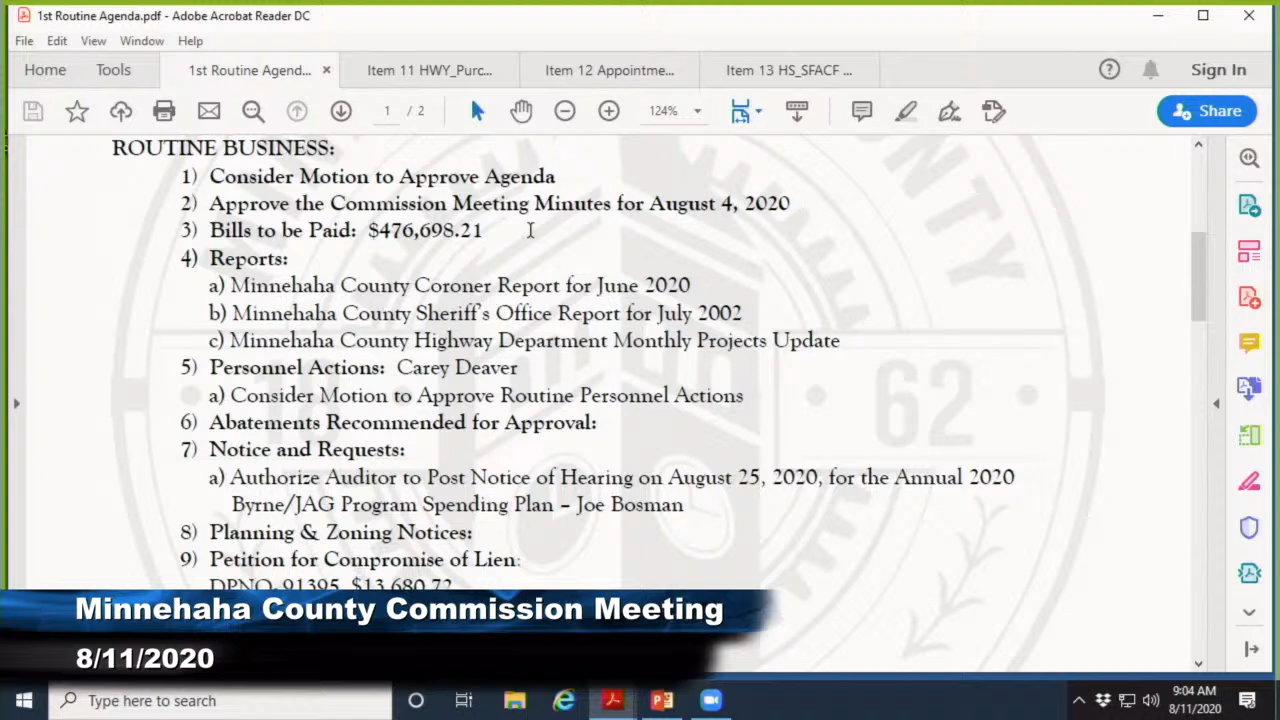 1st Routine Agenda.pdf - Adobe Acrobat Reader DC
File Edit View Window Help
Home Tools 1st Routine Agend... × Item 11 HWY_Purc... Item 12 Appointme... Item 13 HS_SFACF ... Sign In
1 / 2 124% Share
COUNTY
ROUTINE BUSINESS:
1) Consider Motion to Approve Agenda
2) Approve the Commission Meeting Minutes for August 4, 2020
3) Bills to be Paid: $476,698.21
4) Reports:
a) Minnehaha County Coroner Report for June 2020
b) Minnehaha County Sheriff's Office Report for July 2002
c) Minnehaha County Highway Department Monthly Projects Update
5) Personnel Actions: Carey Deaver
a) Consider Motion to Approve Routine Personnel Actions
62
6) Abatements Recommended for Approval:
7) Notice and Requests:
a) Authorize Auditor to Post Notice of Hearing on August 25, 2020, for the Annual 2020
Byrne/JAG Program Spending Plan – Joe Bosman
8) Planning & Zoning Notices:
9) Petition for Compromise of Lien:
DPNO- 91395 $13,680.72
Minnehaha County Commission Meeting
8/11/2020
Type here to search
9:04 AM
8/11/2020